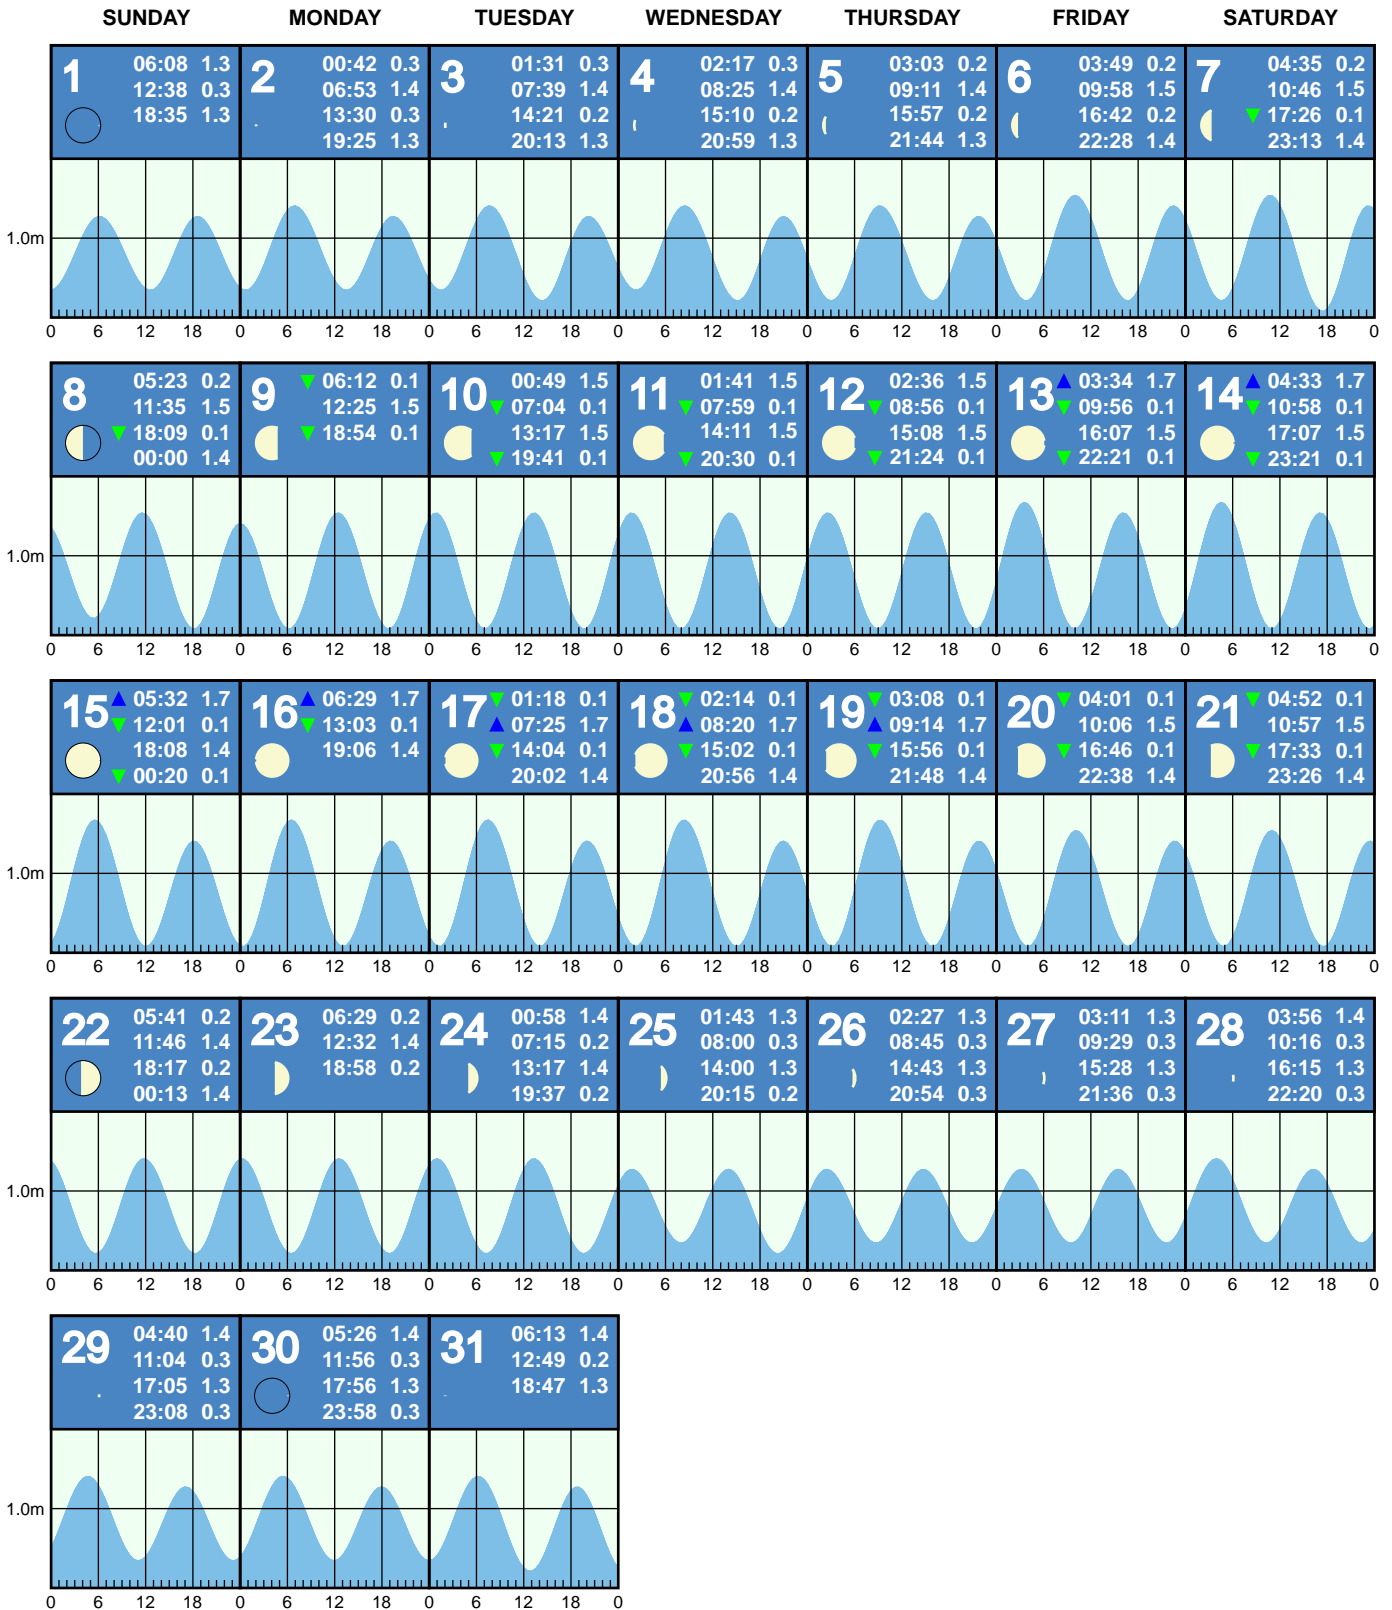 SUNDAY MONDAY TUESDAY WEDNESDAY THURSDAY FRIDAY SATURDAY
1
06:08 1.3
12:38 0.3
18:35 1.3
2
00:42 0.3
06:53 1.4
13:30 0.3
19:25 1.3
3
01:31 0.3
07:39 1.4
14:21 0.2
20:13 1.3
4
02:17 0.3
08:25 1.4
15:10 0.2
20:59 1.3
5
03:03 0.2
09:11 1.4
15:57 0.2
21:44 1.3
6
03:49 0.2
09:58 1.5
16:42 0.2
22:28 1.4
7
04:35 0.2
10:46 1.5
▼ 17:26 0.1
23:13 1.4
1.0m
0 6 12 18 0 6 12 18 0 6 12 18 0 6 12 18 0 6 12 18 0 6 12 18 0 6 12 18 0
8
05:23 0.2
11:35 1.5
▼ 18:09 0.1
00:00 1.4
9
▼ 06:12 0.1
12:25 1.5
▼ 18:54 0.1
10
00:49 1.5
▼ 07:04 0.1
13:17 1.5
▼ 19:41 0.1
11
01:41 1.5
▼ 07:59 0.1
14:11 1.5
▼ 20:30 0.1
12
02:36 1.5
▼ 08:56 0.1
15:08 1.5
▼ 21:24 0.1
13
▲ 03:34 1.7
▼ 09:56 0.1
16:07 1.5
▼ 22:21 0.1
14
▲ 04:33 1.7
▼ 10:58 0.1
17:07 1.5
▼ 23:21 0.1
1.0m
0 6 12 18 0 6 12 18 0 6 12 18 0 6 12 18 0 6 12 18 0 6 12 18 0 6 12 18 0
15
▲ 05:32 1.7
▼ 12:01 0.1
18:08 1.4
▼ 00:20 0.1
16
▲ 06:29 1.7
▼ 13:03 0.1
19:06 1.4
17
▼ 01:18 0.1
▲ 07:25 1.7
▼ 14:04 0.1
20:02 1.4
18
▼ 02:14 0.1
▲ 08:20 1.7
▼ 15:02 0.1
20:56 1.4
19
▼ 03:08 0.1
▲ 09:14 1.7
▼ 15:56 0.1
21:48 1.4
20
▼ 04:01 0.1
10:06 1.5
▼ 16:46 0.1
22:38 1.4
21
▼ 04:52 0.1
10:57 1.5
▼ 17:33 0.1
23:26 1.4
1.0m
0 6 12 18 0 6 12 18 0 6 12 18 0 6 12 18 0 6 12 18 0 6 12 18 0 6 12 18 0
22
05:41 0.2
11:46 1.4
18:17 0.2
00:13 1.4
23
06:29 0.2
12:32 1.4
18:58 0.2
24
00:58 1.4
07:15 0.2
13:17 1.4
19:37 0.2
25
01:43 1.3
08:00 0.3
14:00 1.3
20:15 0.2
26
02:27 1.3
08:45 0.3
14:43 1.3
20:54 0.3
27
03:11 1.3
09:29 0.3
15:28 1.3
21:36 0.3
28
03:56 1.4
10:16 0.3
16:15 1.3
22:20 0.3
1.0m
0 6 12 18 0 6 12 18 0 6 12 18 0 6 12 18 0 6 12 18 0 6 12 18 0 6 12 18 0
29
04:40 1.4
11:04 0.3
17:05 1.3
23:08 0.3
30
05:26 1.4
11:56 0.3
17:56 1.3
23:58 0.3
31
06:13 1.4
12:49 0.2
18:47 1.3
1.0m
0 6 12 18 0 6 12 18 0 6 12 18 0